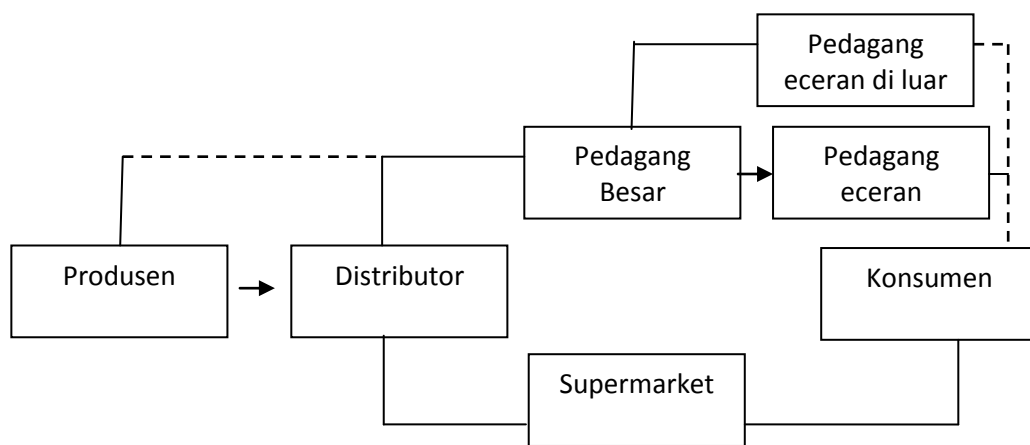 Pedagang
eceran di luar
Pedagang
Besar
Pedagang
eceran
Produsen
Distributor
Konsumen
Supermarket